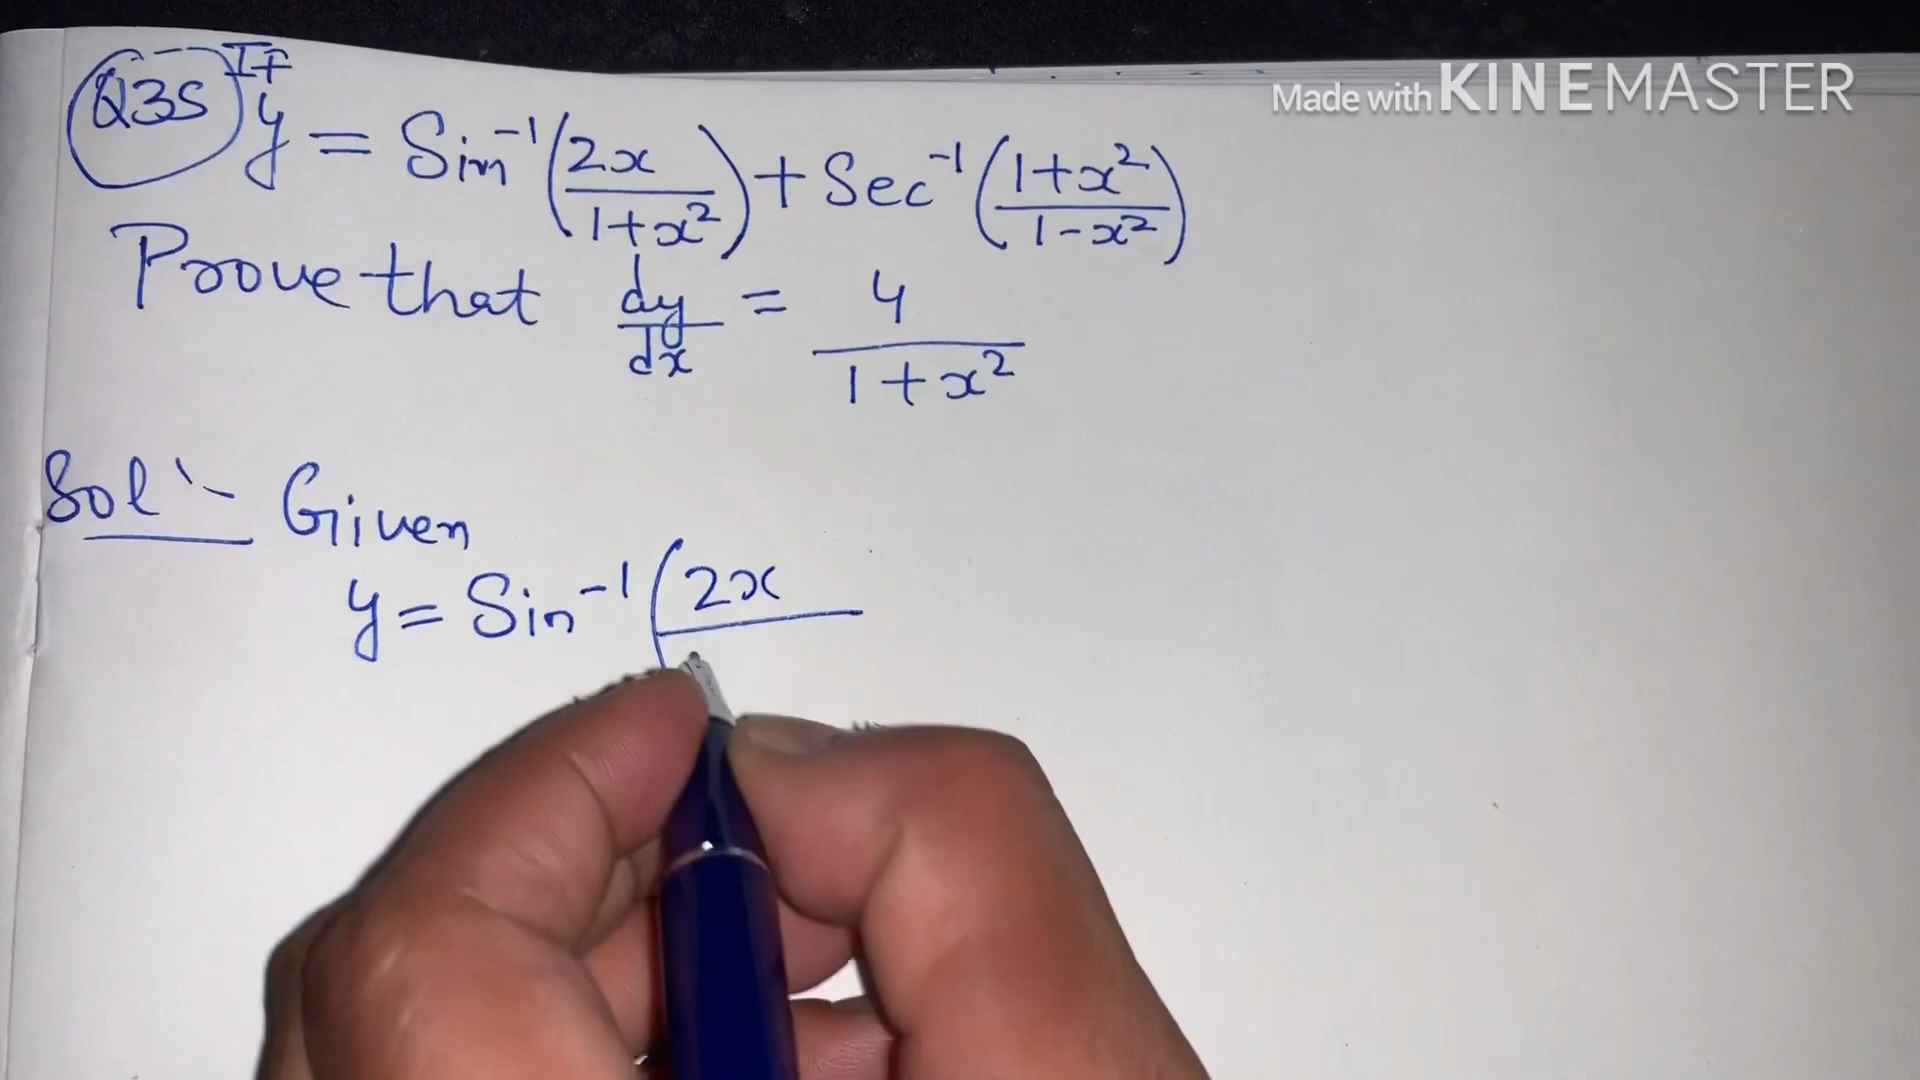 Made with KINEMASTER
Q35 If
y = Sin⁻¹(2x/1+x²) + Sec⁻¹(1+x²/1-x²)
Prove that dy/dx = 4/1+x²
Sol:- Given
y = Sin⁻¹(2x